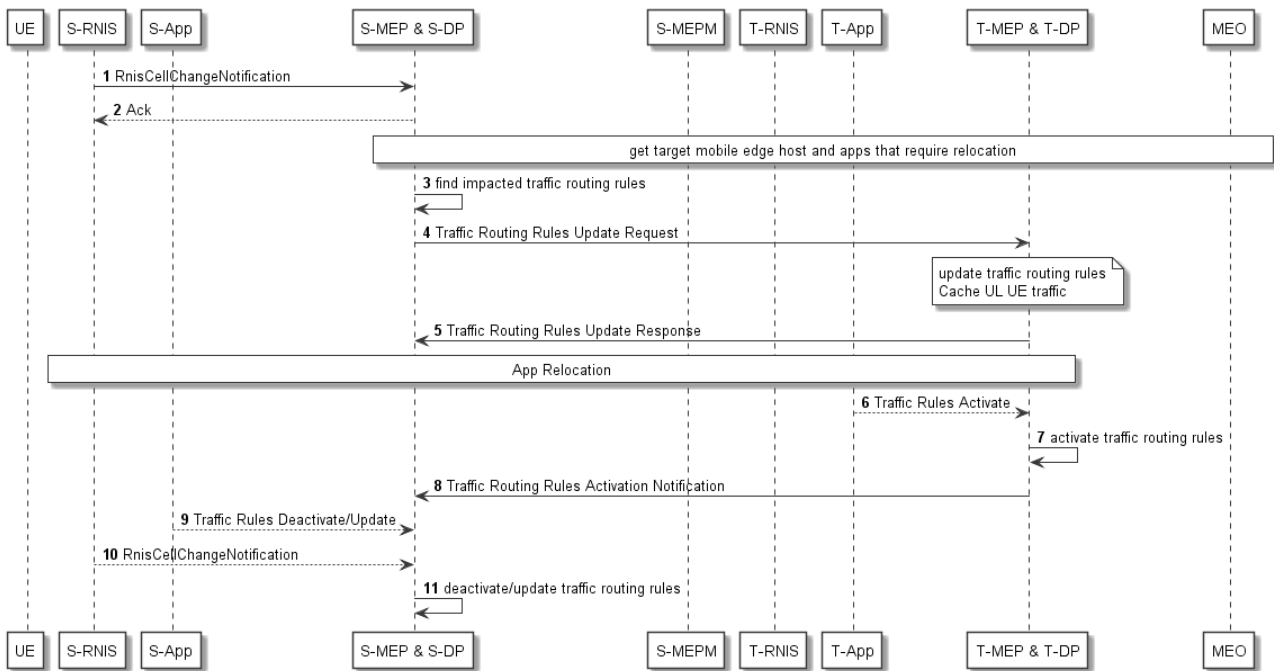 UE S-RNIS S-App S-MEP & S-DP S-MEPM T-RNIS T-App T-MEP & T-DP MEO
1 RnisCellChangeNotification
2 Ack
get target mobile edge host and apps that require relocation
3 find impacted traffic routing rules
4 Traffic Routing Rules Update Request
update traffic routing rules
Cache UL UE traffic
5 Traffic Routing Rules Update Response
App Relocation
6 Traffic Rules Activate
7 activate traffic routing rules
8 Traffic Routing Rules Activation Notification
9 Traffic Rules Deactivate/Update
10 RnisCellChangeNotification
11 deactivate/update traffic routing rules
UE S-RNIS S-App S-MEP & S-DP S-MEPM T-RNIS T-App T-MEP & T-DP MEO